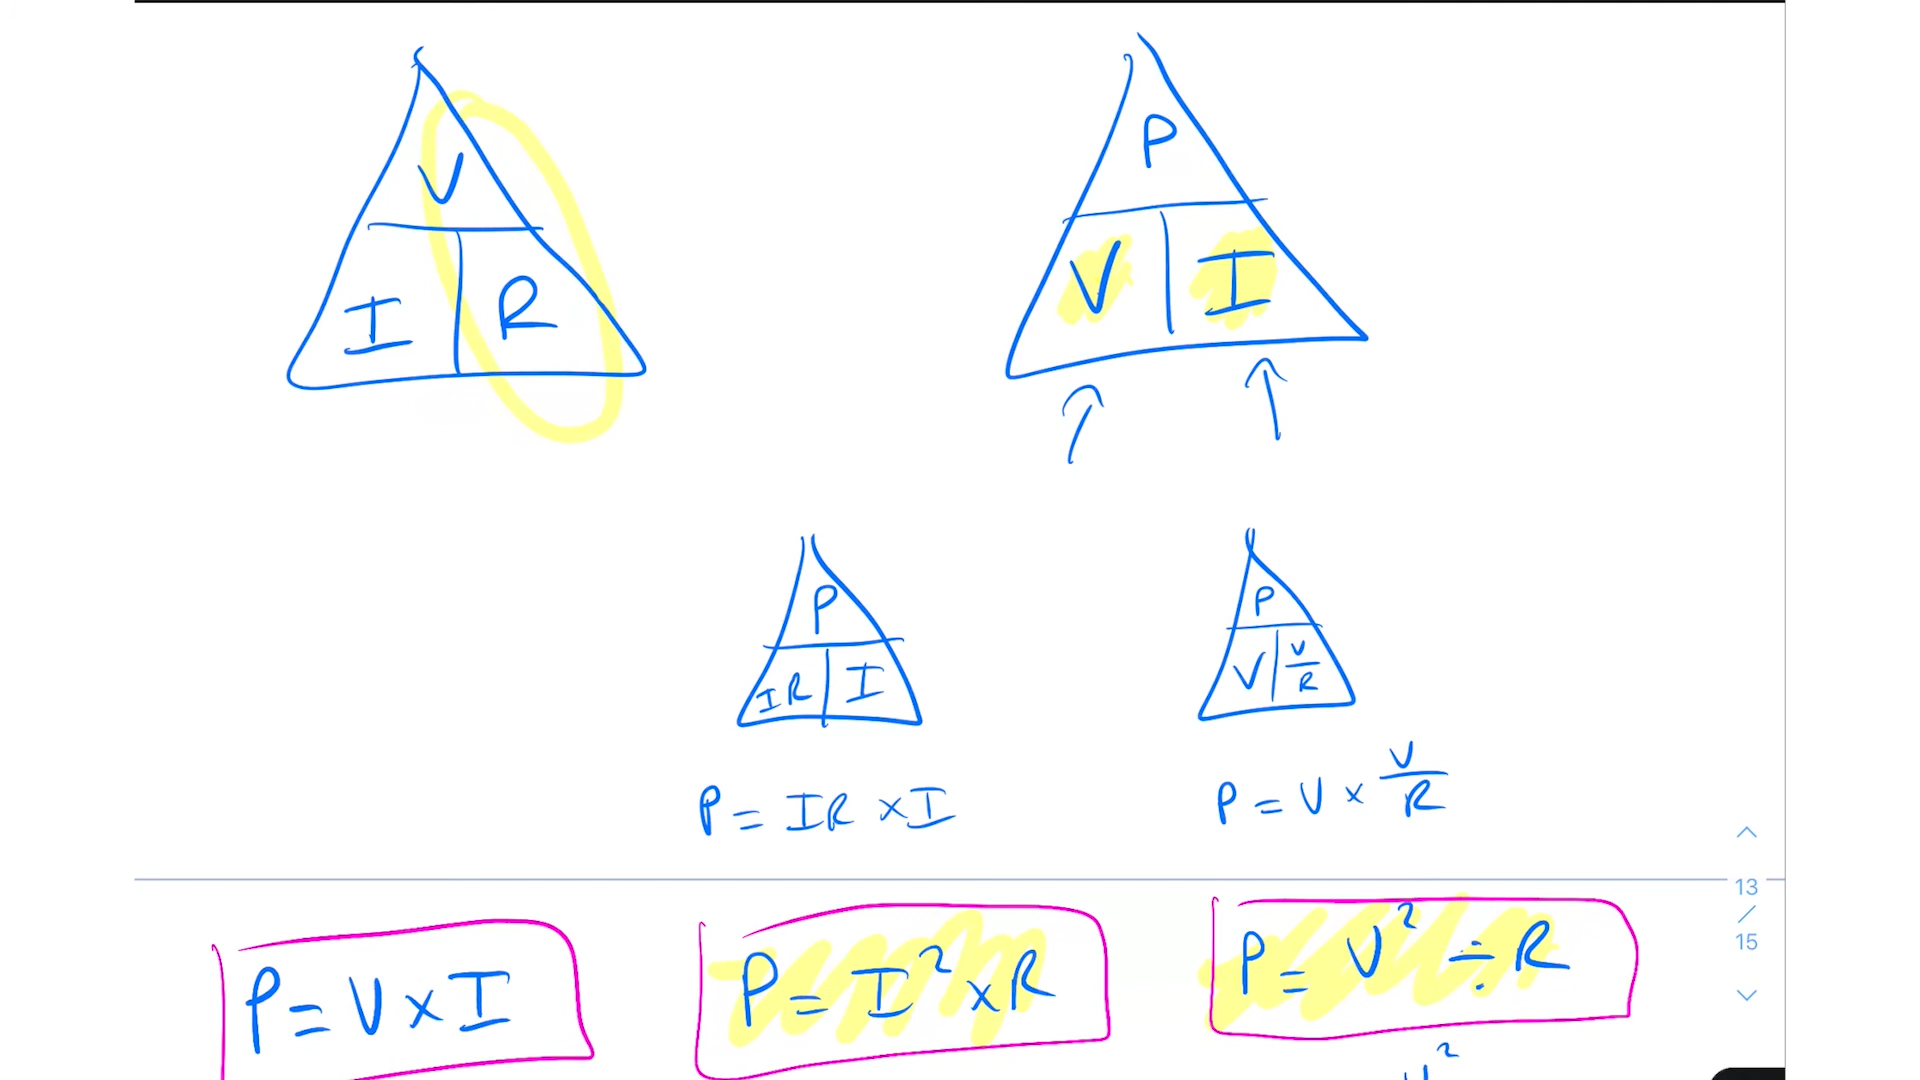 V
I R
P
V I
P
IR I
P
V V/R
P = IR × I
P = V × V/R
13
/
15
P = V × I
P = I² × R
P = V² ÷ R